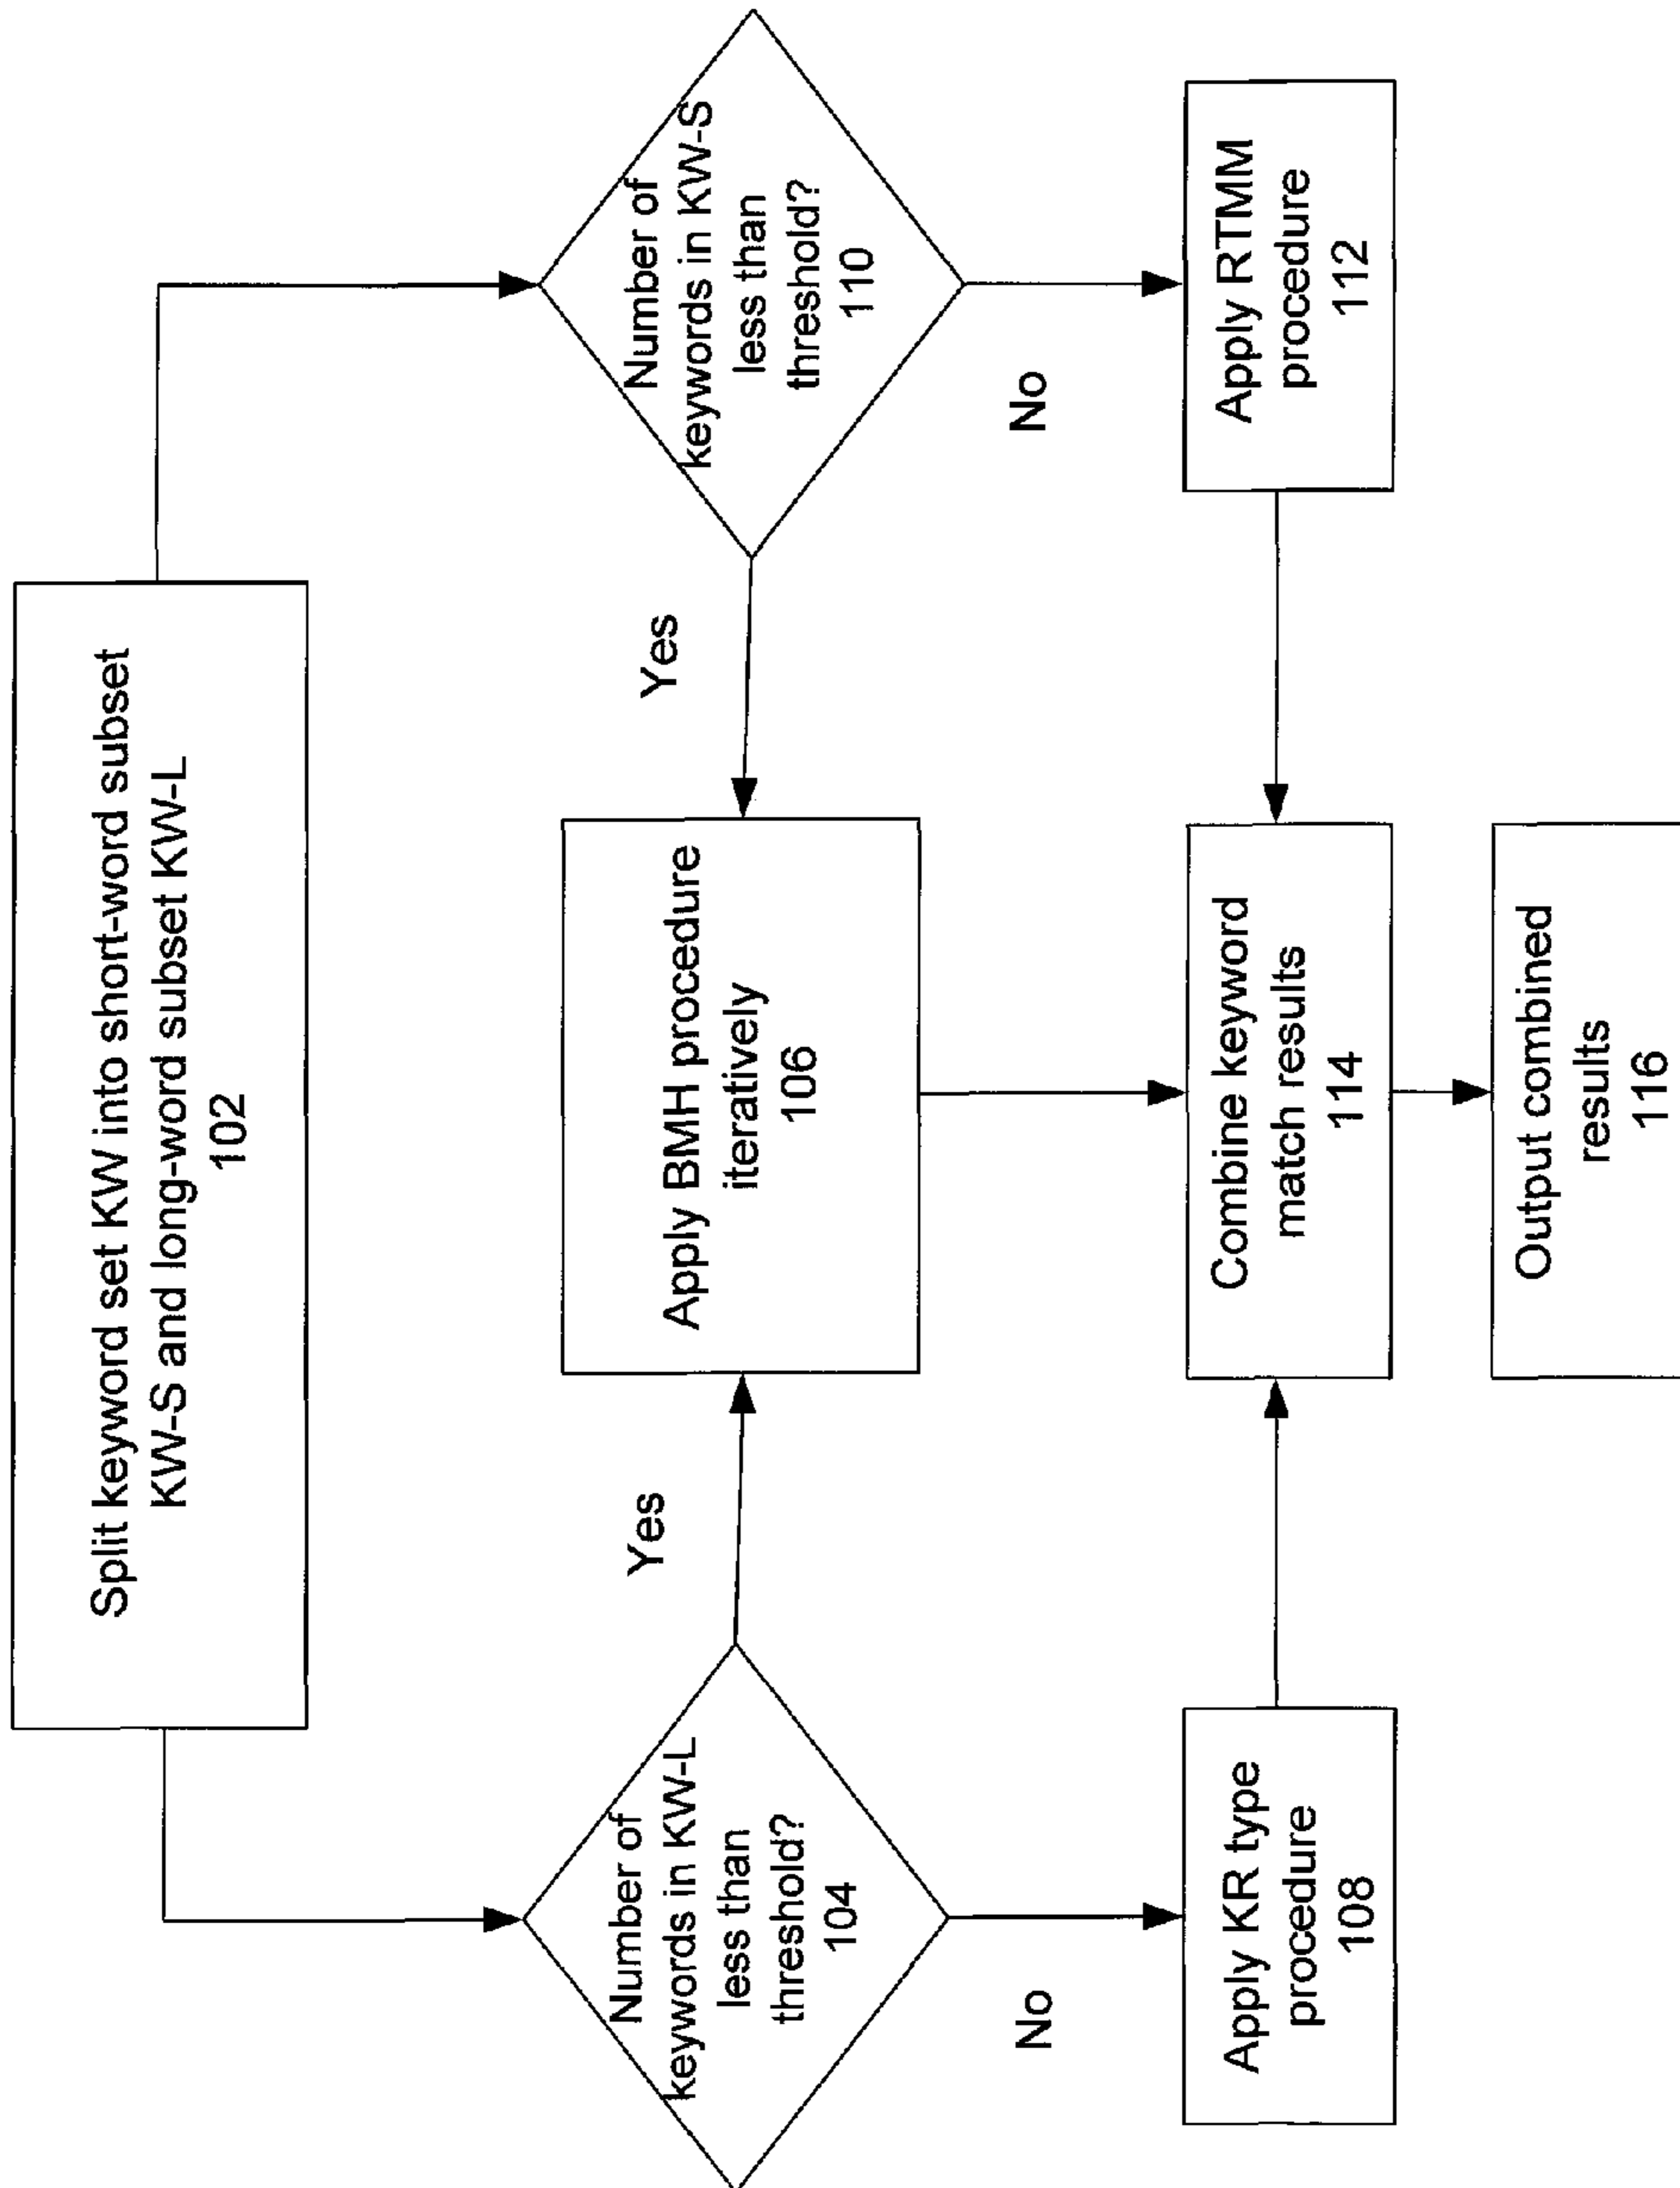 Split keyword set KW into short-word subset
KW-S and long-word subset KW-L
102
Number of
keywords in KW-L
less than
threshold?
104
Yes
Apply BMH procedure
iteratively
106
Yes
Number of
keywords in KW-S
less than
threshold?
110
No
No
Apply KR type
procedure
108
Combine keyword
match results
114
Apply RTMM
procedure
112
Output combined
results
116